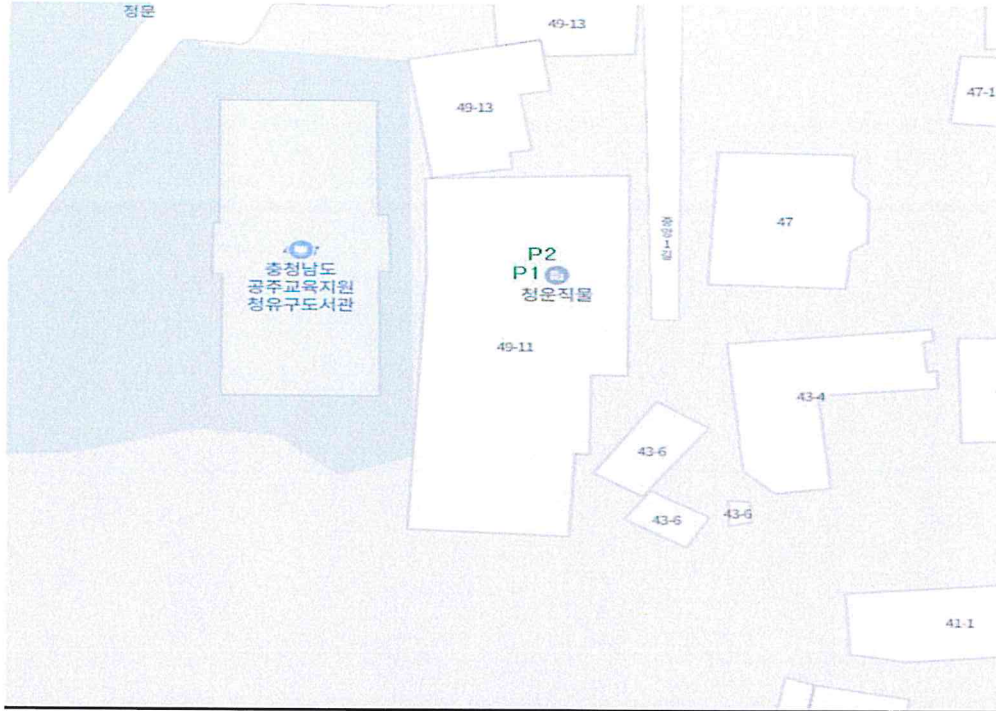 정문
49-13
49-13
47-1
47
중앙1길
P2
P1
청운직물
충청남도
공주교육지원
청유구도서관
49-11
43-4
43-6
43-6
43-6
41-1